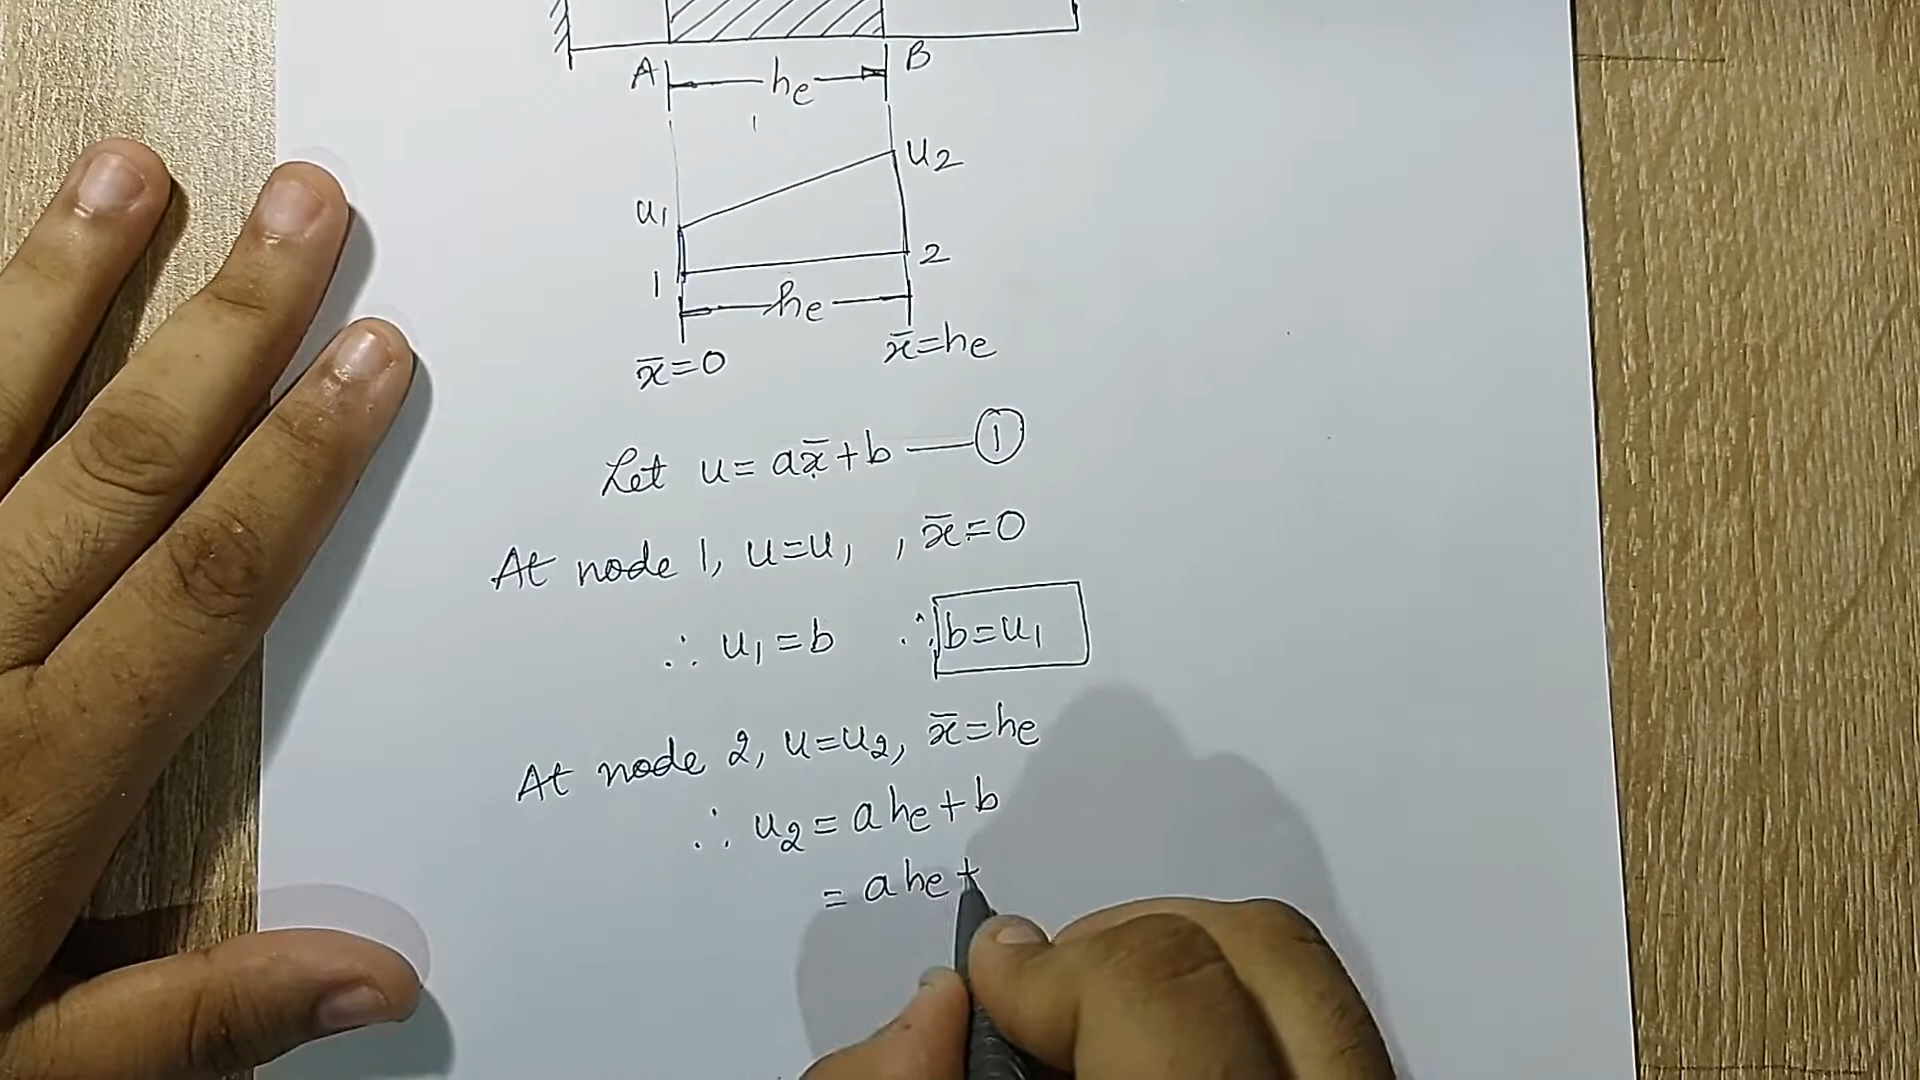 A he B
u₂
u₁
1 2
he
x̄=0 x̄=he
Let u = ax̄+b —— ①
At node 1, u=u₁ , x̄=0
∴ u₁=b ∴ b=u₁
At node 2, u=u₂, x̄=he
∴ u₂ = a he + b
= a he +